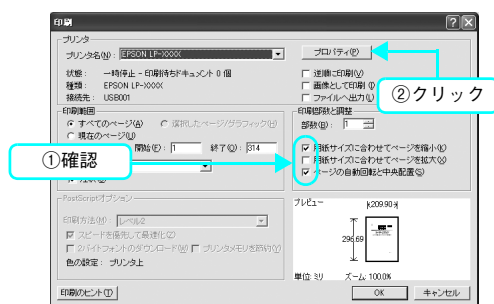 印刷
プリンタ
プリンタ名(N): EPSON LP-XXXX
プロパティ(P)
状態: 一時停止 - 印刷待ちドキュメント 0 個
種類: EPSON LP-XXXX
接続先: USB001
逆順に印刷(V)
画像として印刷(I)
ファイルへ出力(L)
②クリック
印刷範囲
すべてのページ(A)
選択したページ/グラフィック(H)
現在のページ(U)
開始(F): 1 終了(O): 314
①確認
印刷部数と調整
部数(B): 1
用紙サイズに合わせてページを縮小(K)
用紙サイズに合わせてページを拡大(X)
ページの自動回転と中央配置(S)
PostScriptオプション
印刷方法(M): レベル2
スピードを優先して最適化(Z)
2バイトフォントのダウンロード(W)
プリンタメモリを節約(Y)
色の設定: プリンタ上
プレビュー
209.90
296.69
単位: ミリ ズーム: 100.0%
印刷のヒント(T)
OK
キャンセル